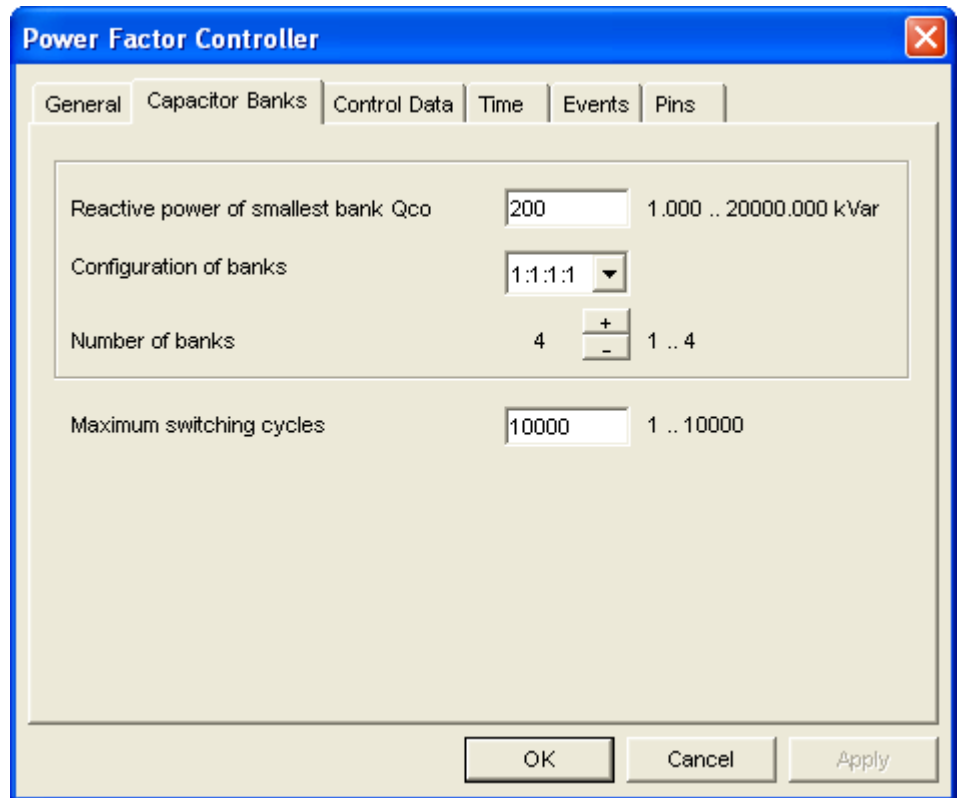 Power Factor Controller
General Capacitor Banks Control Data Time Events Pins
Reactive power of smallest bank Qco 200 1.000 .. 20000.000 kVar
Configuration of banks 1:1:1:1
Number of banks 4 + - 1 .. 4
Maximum switching cycles 10000 1 .. 10000
OK Cancel Apply